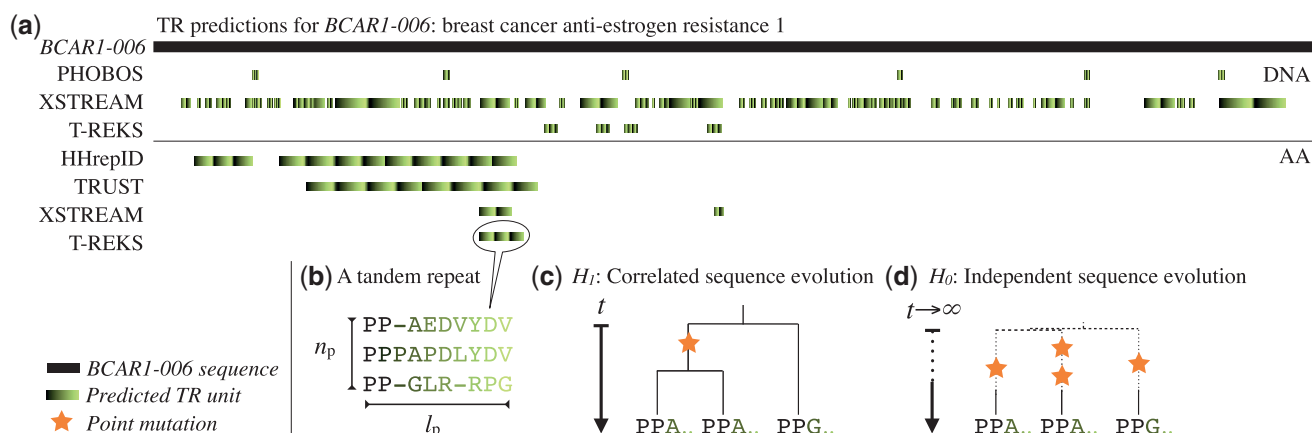 (a) TR predictions for BCAR1-006: breast cancer anti-estrogen resistance 1
BCAR1-006
PHOBOS DNA
XSTREAM
T-REKS
HHrepID AA
TRUST
XSTREAM
T-REKS
(b) A tandem repeat
PP-AEDVYDV
PPPAPDLYDV
PP-GLR-RPG
np
lp
(c) H1: Correlated sequence evolution
t
PPA.. PPA.. PPG..
(d) H0: Independent sequence evolution
t→∞
PPA.. PPA.. PPG..
BCAR1-006 sequence
Predicted TR unit
Point mutation